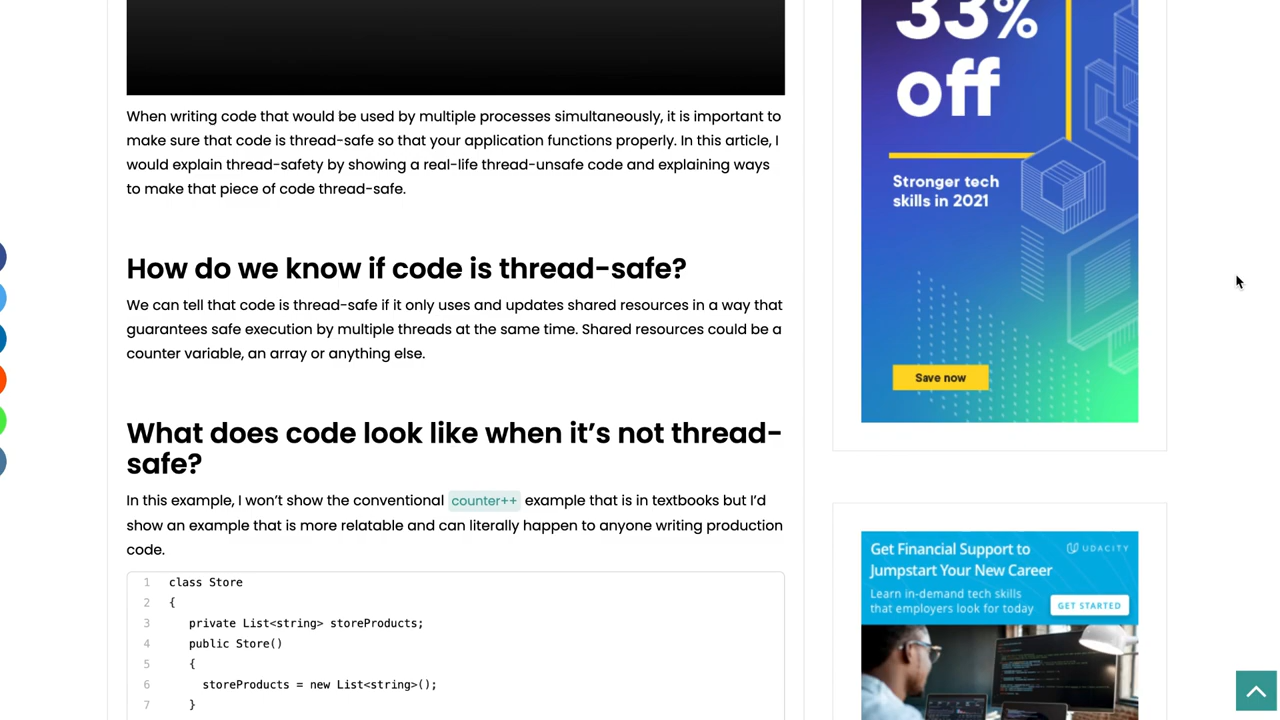 When writing code that would be used by multiple processes simultaneously, it is important to
make sure that code is thread-safe so that your application functions properly. In this article, I
would explain thread-safety by showing a real-life thread-unsafe code and explaining ways
to make that piece of code thread-safe.
How do we know if code is thread-safe?
We can tell that code is thread-safe if it only uses and updates shared resources in a way that
guarantees safe execution by multiple threads at the same time. Shared resources could be a
counter variable, an array or anything else.
What does code look like when it’s not thread-
safe?
In this example, I won’t show the conventional counter++ example that is in textbooks but I’d
show an example that is more relatable and can literally happen to anyone writing production
code.
1 class Store
2 {
3 private List<string> storeProducts;
4 public Store()
5 {
6 storeProducts = new List<string>();
7 }
33%
off
Stronger tech
skills in 2021
Save now
Get Financial Support to
Jumpstart Your New Career
UDACITY
Learn in-demand tech skills
that employers look for today
GET STARTED